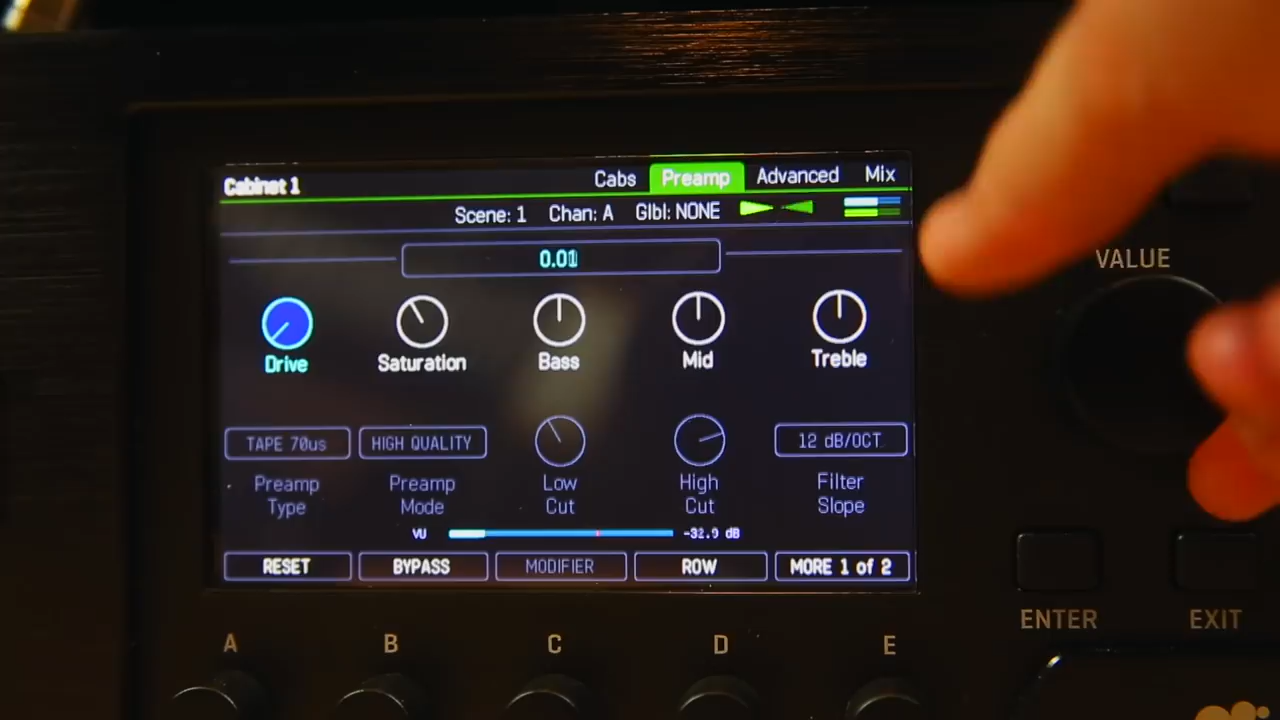 Cabinet 1
Cabs Preamp Advanced Mix
Scene: 1 Chan: A Glbl: NONE
0.01
Drive Saturation Bass Mid Treble
TAPE 70us HIGH QUALITY 12 dB/OCT
Preamp Type Preamp Mode Low Cut High Cut Filter Slope
VU -32.9 dB
RESET BYPASS MODIFIER ROW MORE 1 of 2
VALUE
ENTER EXIT
A B C D E